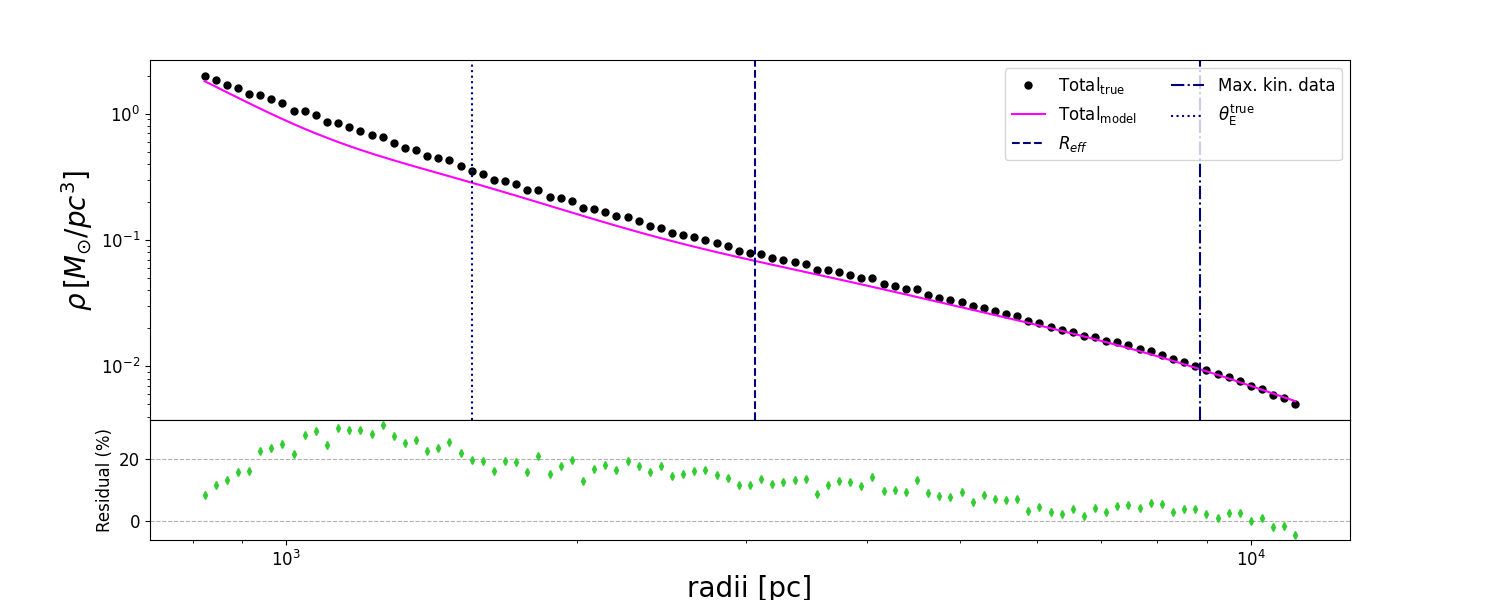 Total_true
Total_model
R_eff
Max. kin. data
θ_E^true
ρ [M_⊙/pc^3]
10^0
10^−1
10^−2
Residual (%)
20
0
10^3
10^4
radii [pc]